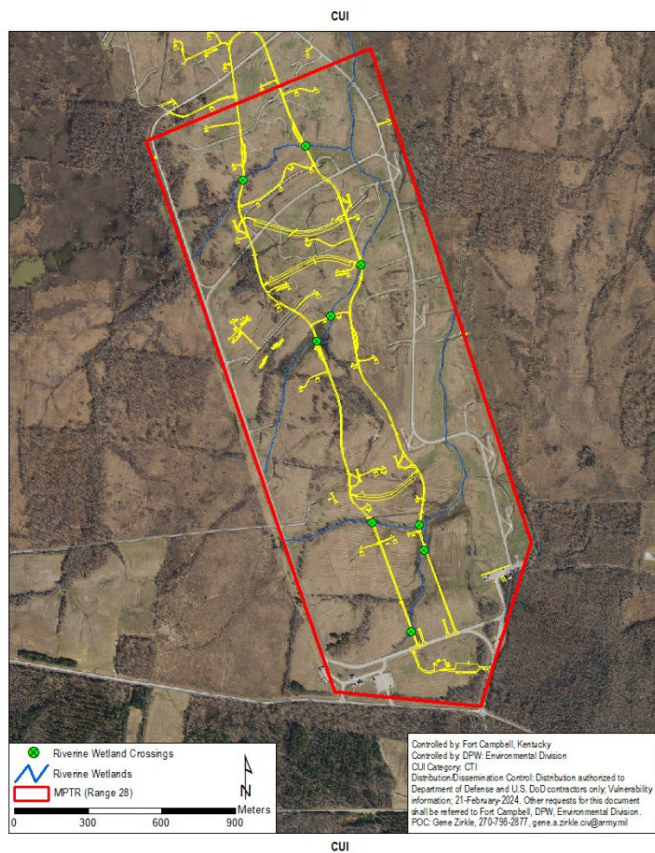 CUI
Riverine Wetland Crossings
Riverine Wetlands
MPTR (Range 28)
N
Meters
0 300 600 900
Controlled by: Fort Campbell, Kentucky
Controlled by: DPW: Environmental Division
CUI Category: CTI
Distribution/Dissemination Control: Distribution authorized to
Department of Defense and U.S. DoD contractors only; Vulnerability
information; 21-February-2024. Other requests for this document
shall be referred to Fort Campbell, DPW, Environmental Division.
POC: Gene Zirkle, 270-798-2877, gene.a.zirkle.civ@army.mil
CUI